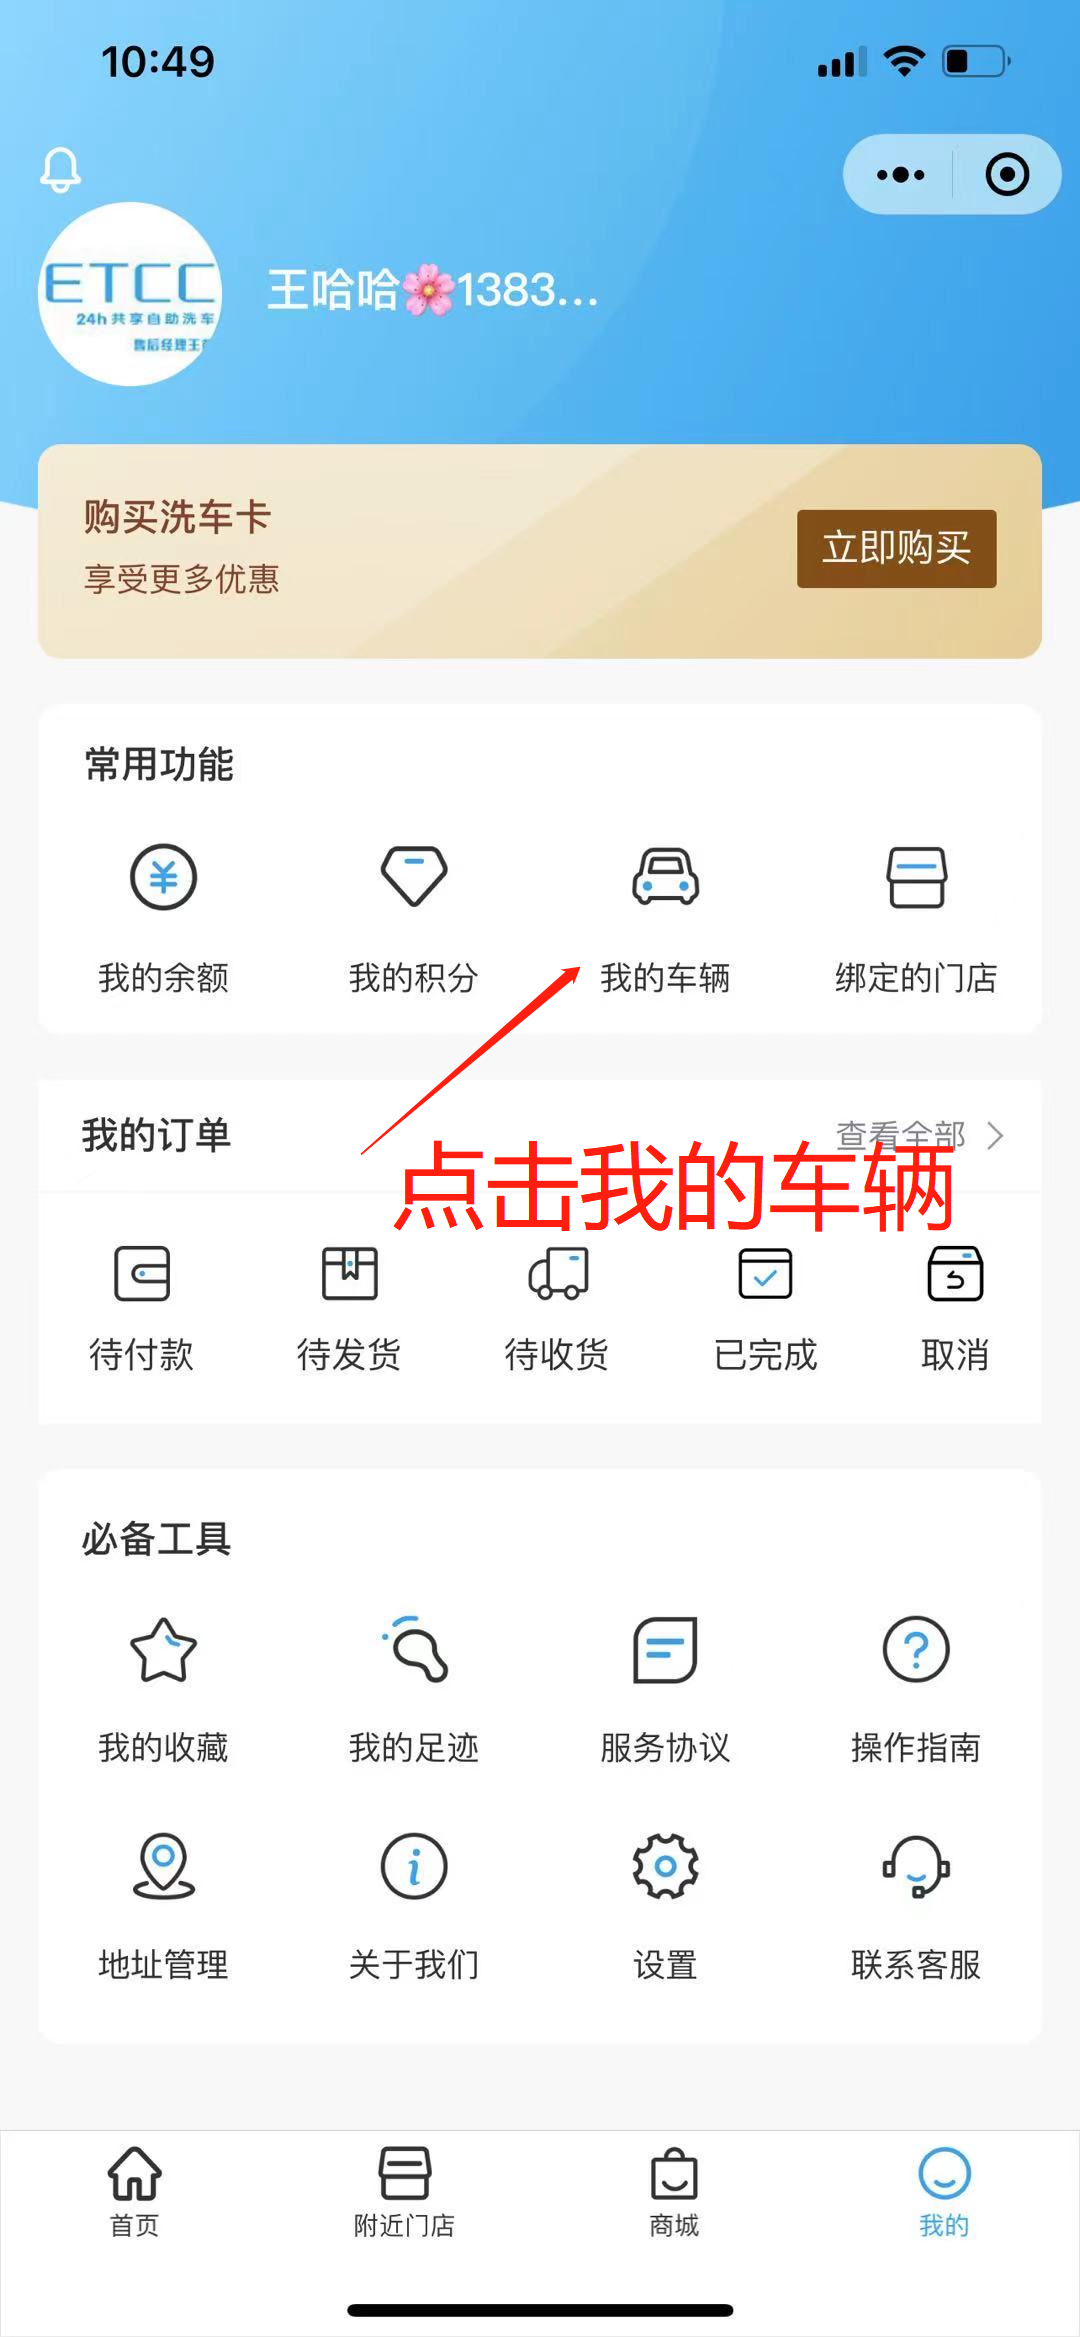 10:49
ETCC
24h共享自助洗车
售后经理王
王哈哈🌸1383...
购买洗车卡
享受更多优惠
立即购买
常用功能
我的余额 我的积分 我的车辆 绑定的门店
我的订单 查看全部
点击我的车辆
待付款 待发货 待收货 已完成 取消
必备工具
我的收藏 我的足迹 服务协议 操作指南
地址管理 关于我们 设置 联系客服
首页 附近门店 商城 我的